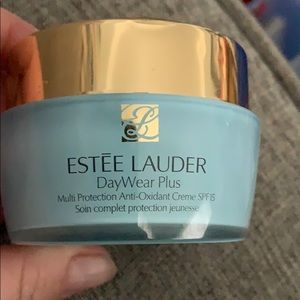 ESTĒE LAUDER
DayWear Plus
Multi Protection Anti-Oxidant Creme SPF15
Soin complet protection jeunesse